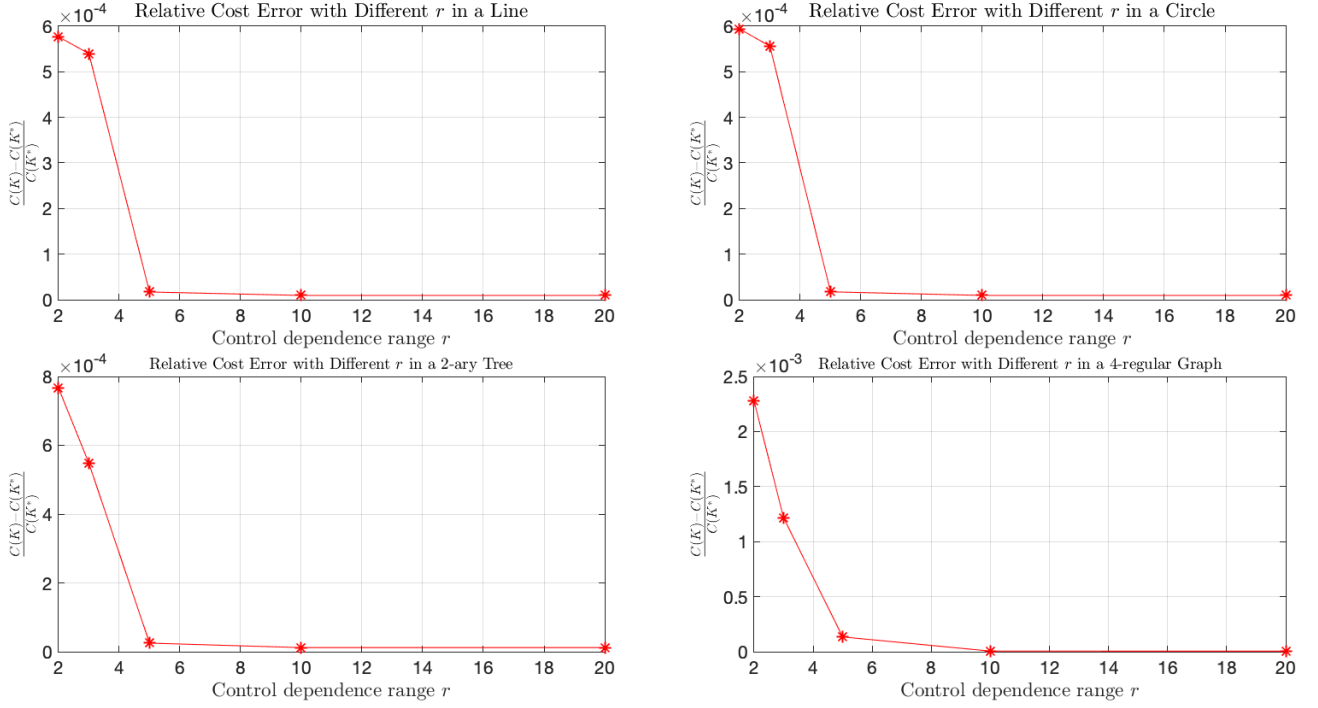 Relative Cost Error with Different r in a Line
×10⁻⁴
6
5
4
3
2
1
0
C(K)−C(K*)
C(K*)
2 4 6 8 10 12 14 16 18 20
Control dependence range r
Relative Cost Error with Different r in a Circle
×10⁻⁴
6
5
4
3
2
1
0
C(K)−C(K*)
C(K*)
2 4 6 8 10 12 14 16 18 20
Control dependence range r
Relative Cost Error with Different r in a 2-ary Tree
×10⁻⁴
8
6
4
2
0
C(K)−C(K*)
C(K*)
2 4 6 8 10 12 14 16 18 20
Control dependence range r
Relative Cost Error with Different r in a 4-regular Graph
×10⁻³
2.5
2
1.5
1
0.5
0
C(K)−C(K*)
C(K*)
2 4 6 8 10 12 14 16 18 20
Control dependence range r